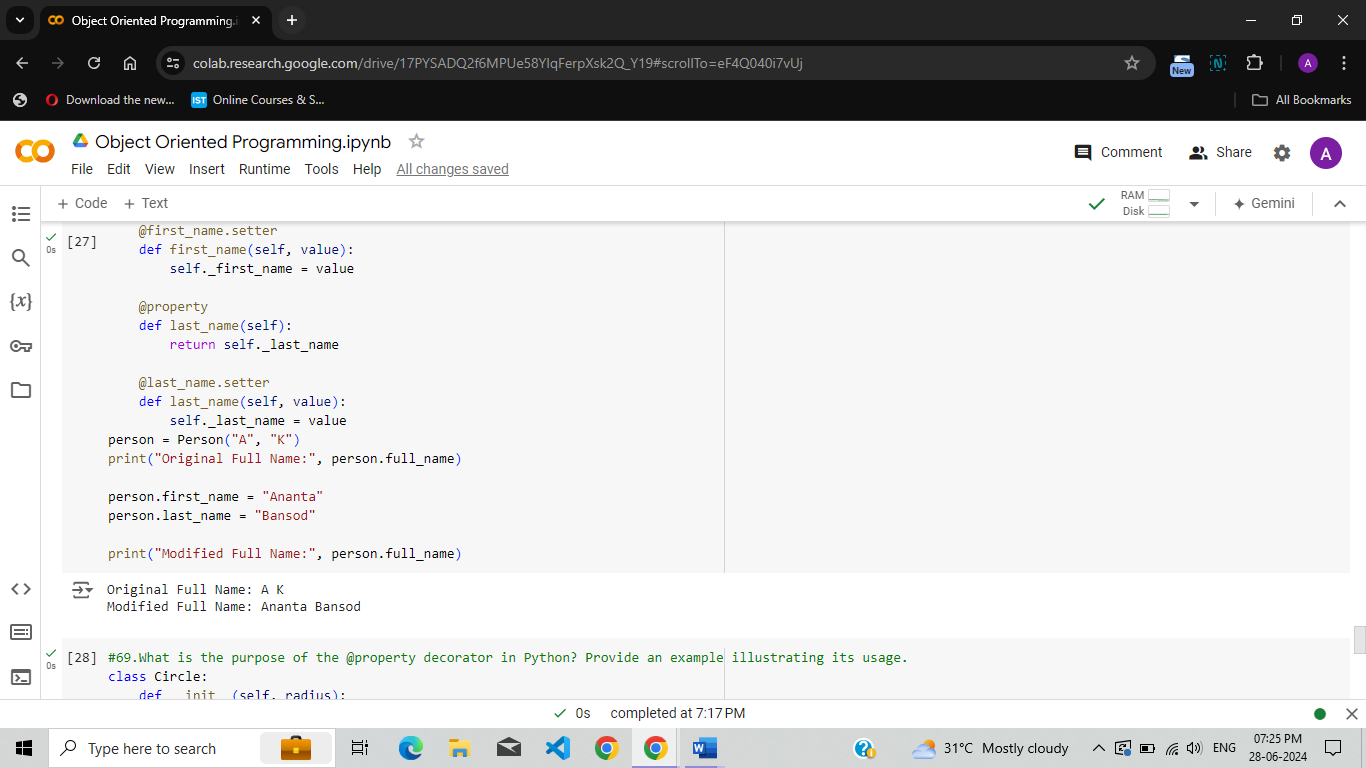 Object Oriented Programming.i
colab.research.google.com/drive/17PYSADQ2f6MPUe58YIqFerpXsk2Q_Y19#scrollTo=eF4Q040i7vUj
New
N
A
Download the new...
IST Online Courses & S...
All Bookmarks
Object Oriented Programming.ipynb
File Edit View Insert Runtime Tools Help All changes saved
Comment
Share
A
+ Code + Text
RAM
Disk
Gemini
[27]
0s
@first_name.setter
def first_name(self, value):
self._first_name = value
@property
def last_name(self):
return self._last_name
@last_name.setter
def last_name(self, value):
self._last_name = value
person = Person("A", "K")
print("Original Full Name:", person.full_name)
person.first_name = "Ananta"
person.last_name = "Bansod"
print("Modified Full Name:", person.full_name)
{x}
Original Full Name: A K
Modified Full Name: Ananta Bansod
0s
[28] #69.What is the purpose of the @property decorator in Python? Provide an example illustrating its usage.
class Circle:
def __init__(self, radius):
0s completed at 7:17 PM
Type here to search
31°C Mostly cloudy
ENG
07:25 PM
28-06-2024